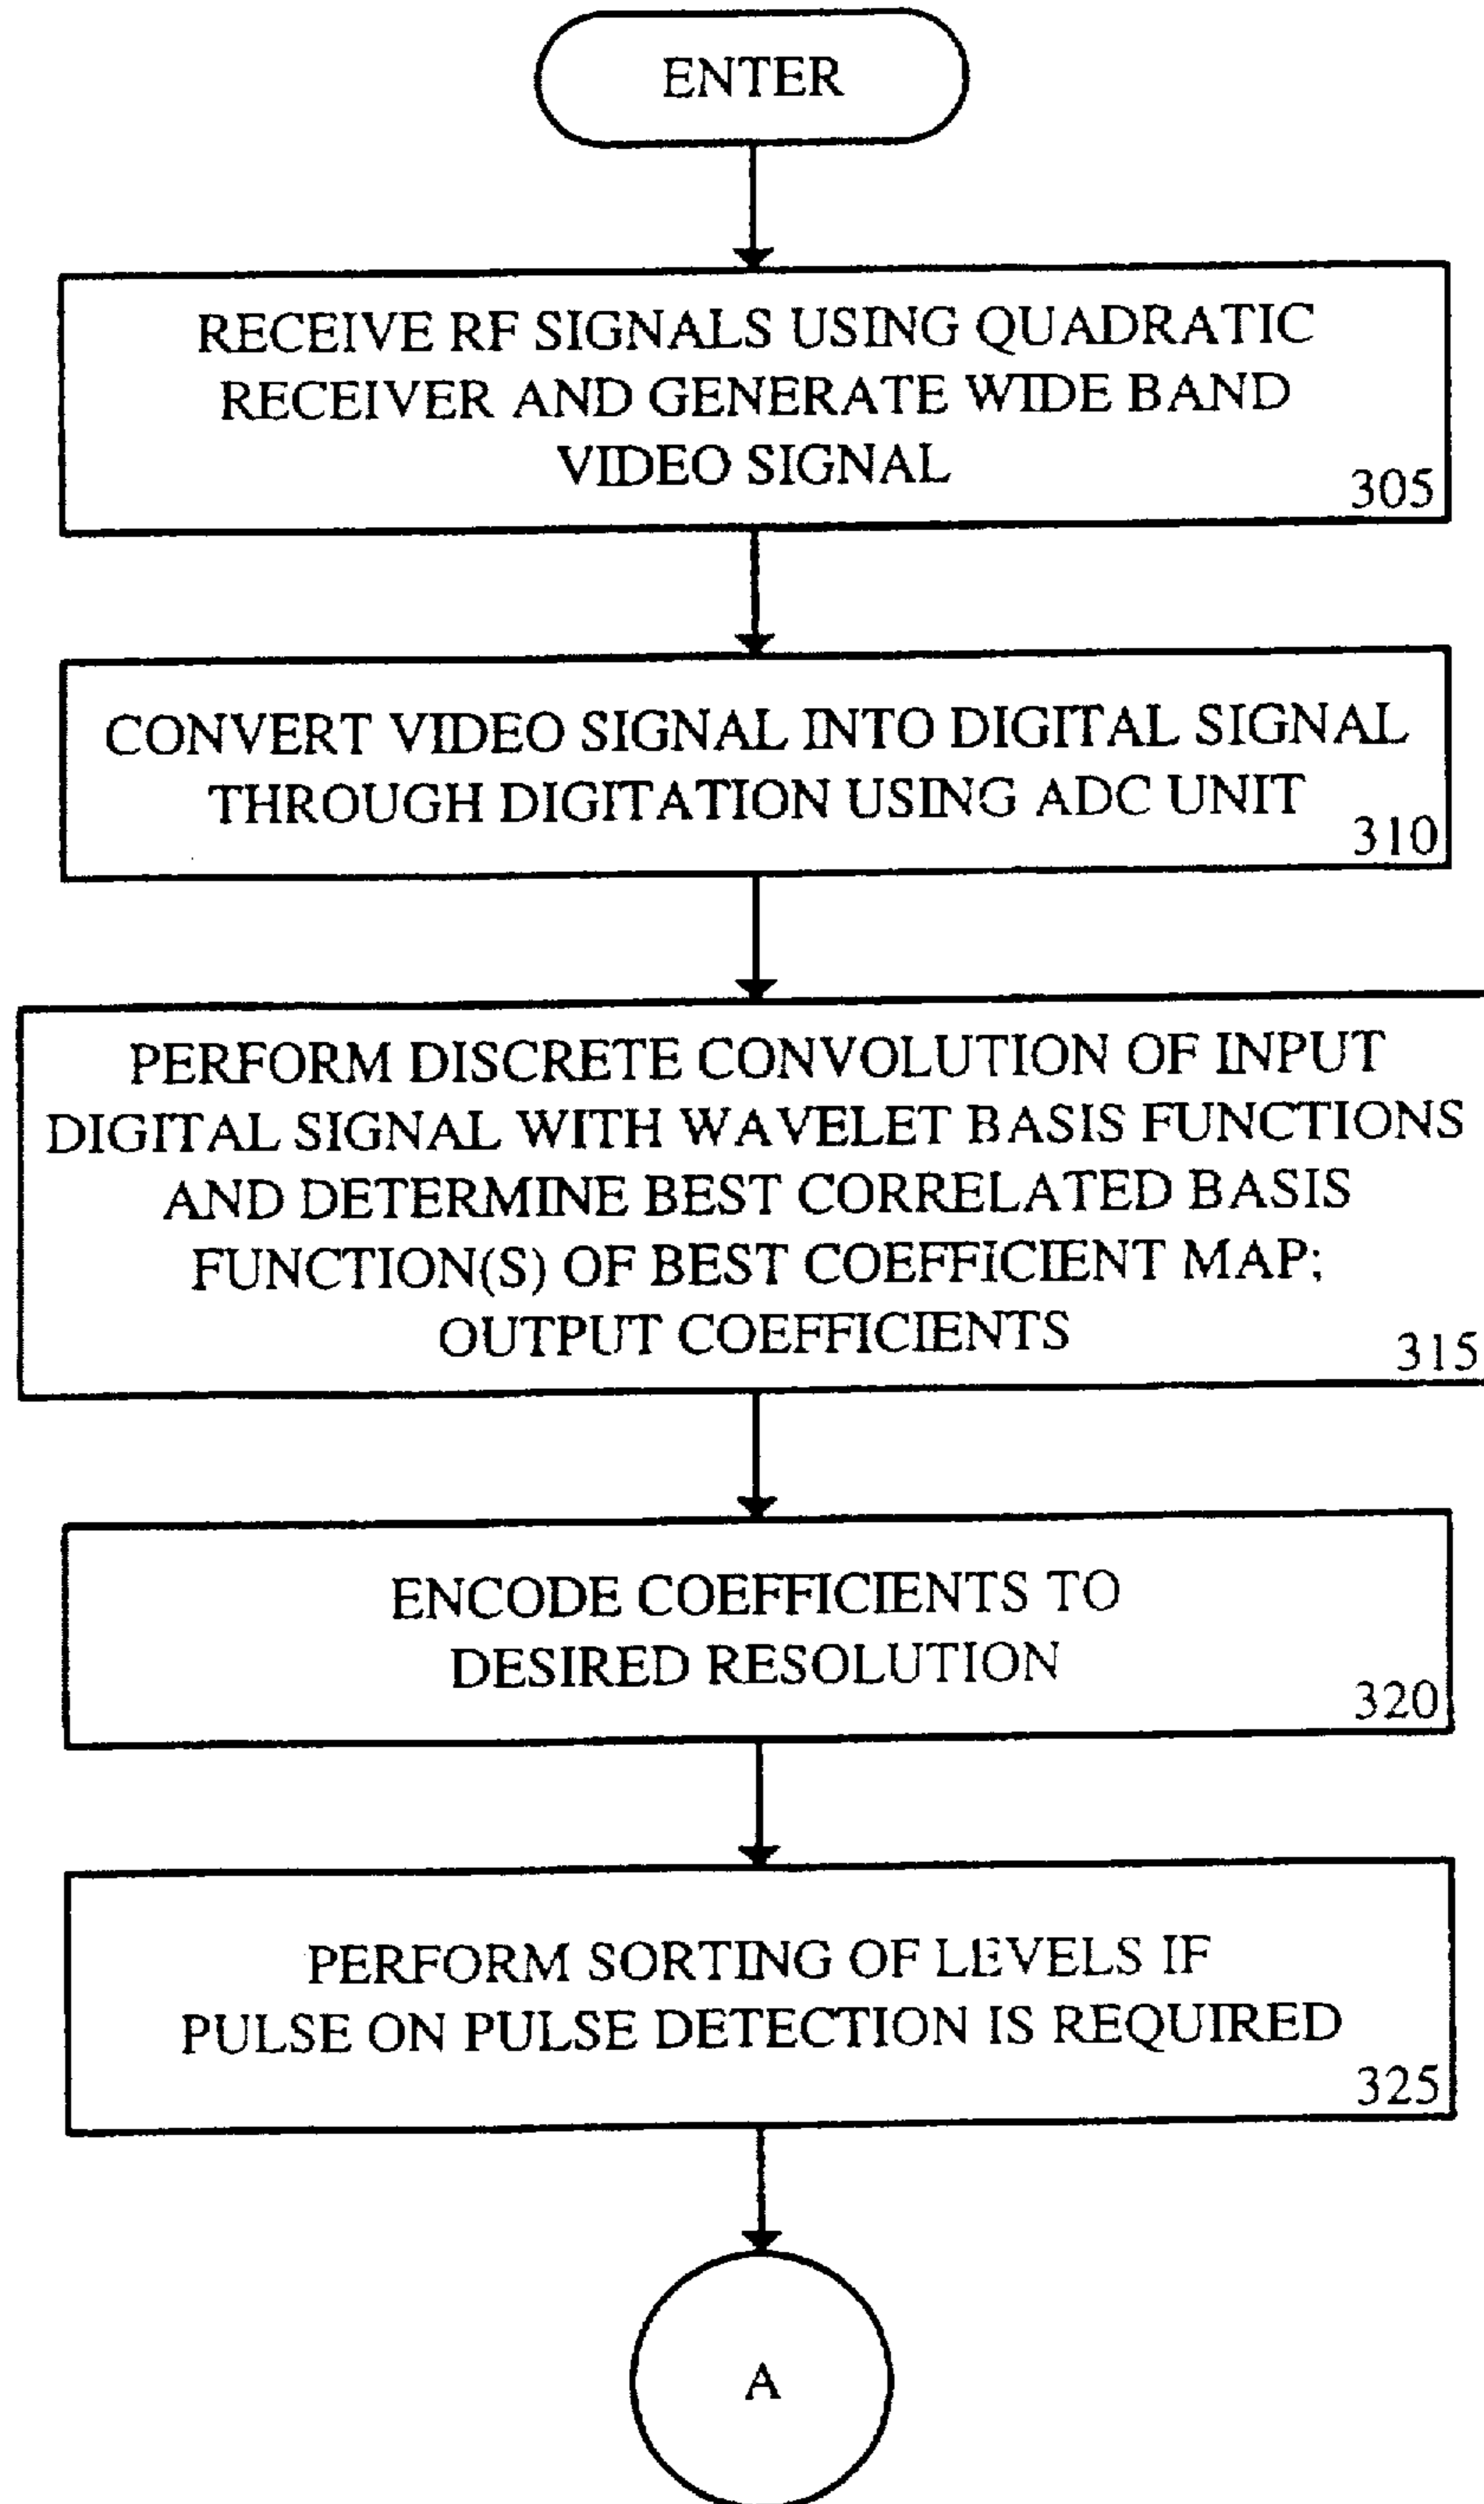 ENTER
RECEIVE RF SIGNALS USING QUADRATIC
RECEIVER AND GENERATE WIDE BAND
VIDEO SIGNAL
305
CONVERT VIDEO SIGNAL INTO DIGITAL SIGNAL
THROUGH DIGITATION USING ADC UNIT
310
PERFORM DISCRETE CONVOLUTION OF INPUT
DIGITAL SIGNAL WITH WAVELET BASIS FUNCTIONS
AND DETERMINE BEST CORRELATED BASIS
FUNCTION(S) OF BEST COEFFICIENT MAP;
OUTPUT COEFFICIENTS
315
ENCODE COEFFICIENTS TO
DESIRED RESOLUTION
320
PERFORM SORTING OF LEVELS IF
PULSE ON PULSE DETECTION IS REQUIRED
325
A